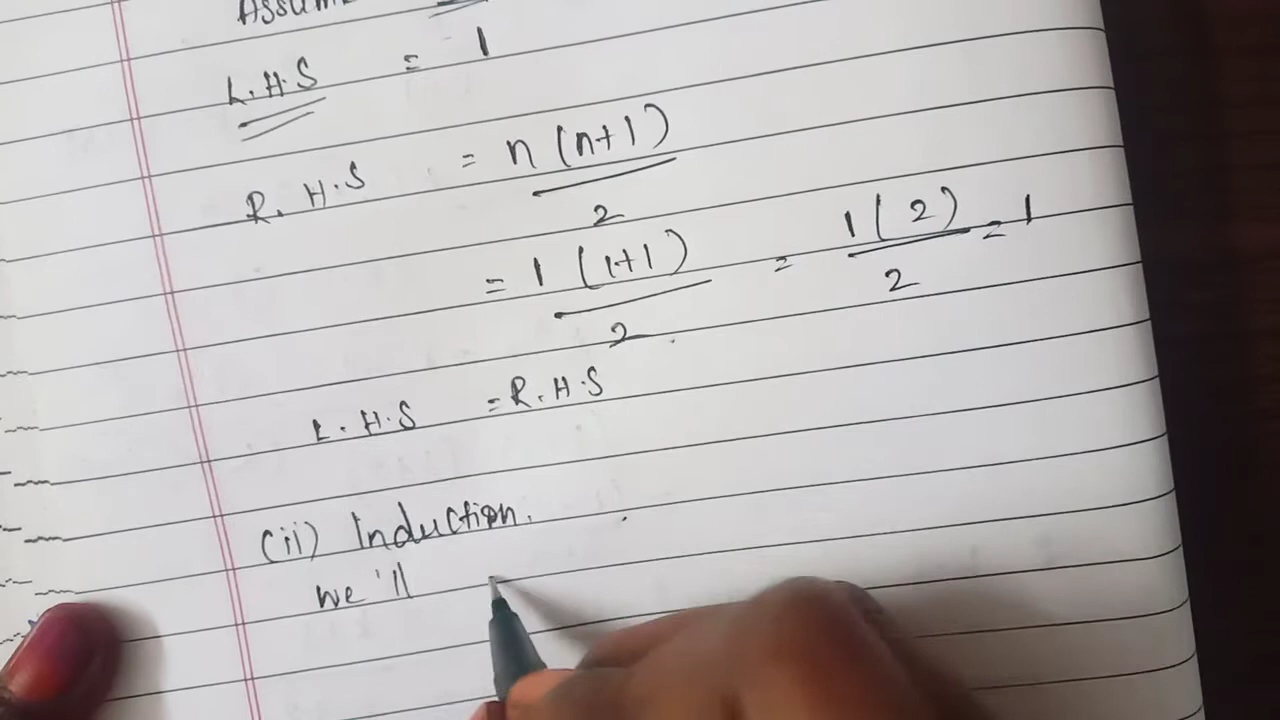 L.H.S = 1
R.H.S = n(n+1)/2
= 1(1+1)/2 = 1(2)/2 = 1
L.H.S = R.H.S
(ii) Induction.
we'll